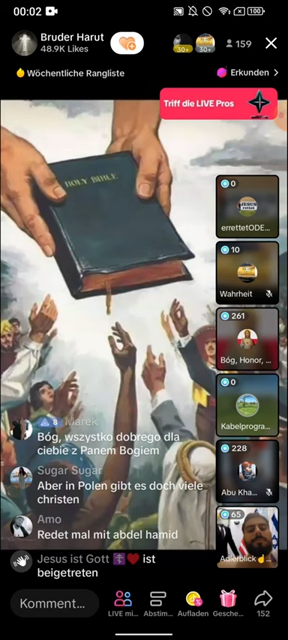 00:02
100
Bruder Harut
48.9K Likes
30+
30+
159
Wöchentliche Rangliste
Erkunden
Triff die LIVE Pros
HOLY BIBLE
0
errettetODE...
10
Wahrheit
261
Bóg, Honor, ...
0
Kabelprogra...
228
Abu Kha...
65
Adlerblick☝️...
8 Marek
Bóg, wszystko dobrego dla
ciebie z Panem Bogiem
Sugar Sugar
Aber in Polen gibt es doch viele
christen
Amo
Redet mal mit abdel hamid
Jesus ist Gott ✝️❤️ ist
beigetreten
Komment...
LIVE mi...
Abstim...
Aufladen
Gesche...
152